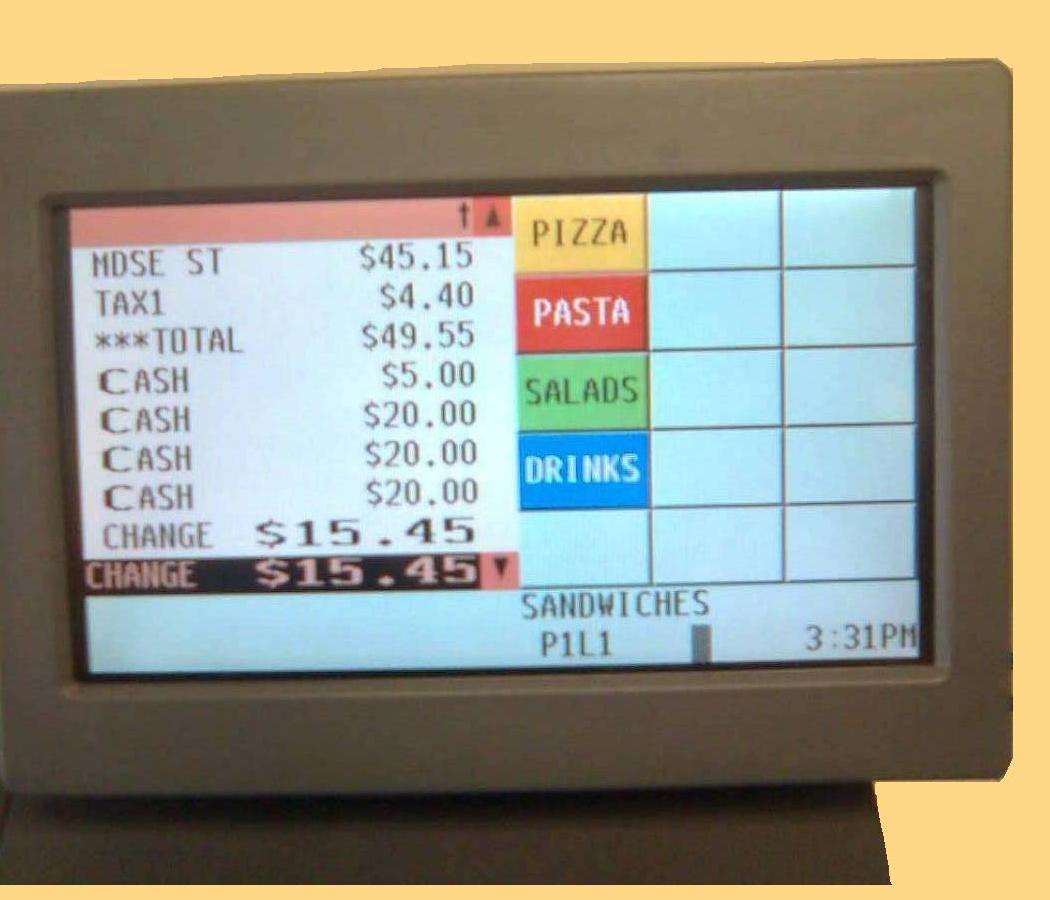 MDSE ST $45.15
TAX1 $4.40
***TOTAL $49.55
CASH $5.00
CASH $20.00
CASH $20.00
CASH $20.00
CHANGE $15.45
CHANGE $15.45
PIZZA
PASTA
SALADS
DRINKS
SANDWICHES
P1L1 3:31PM